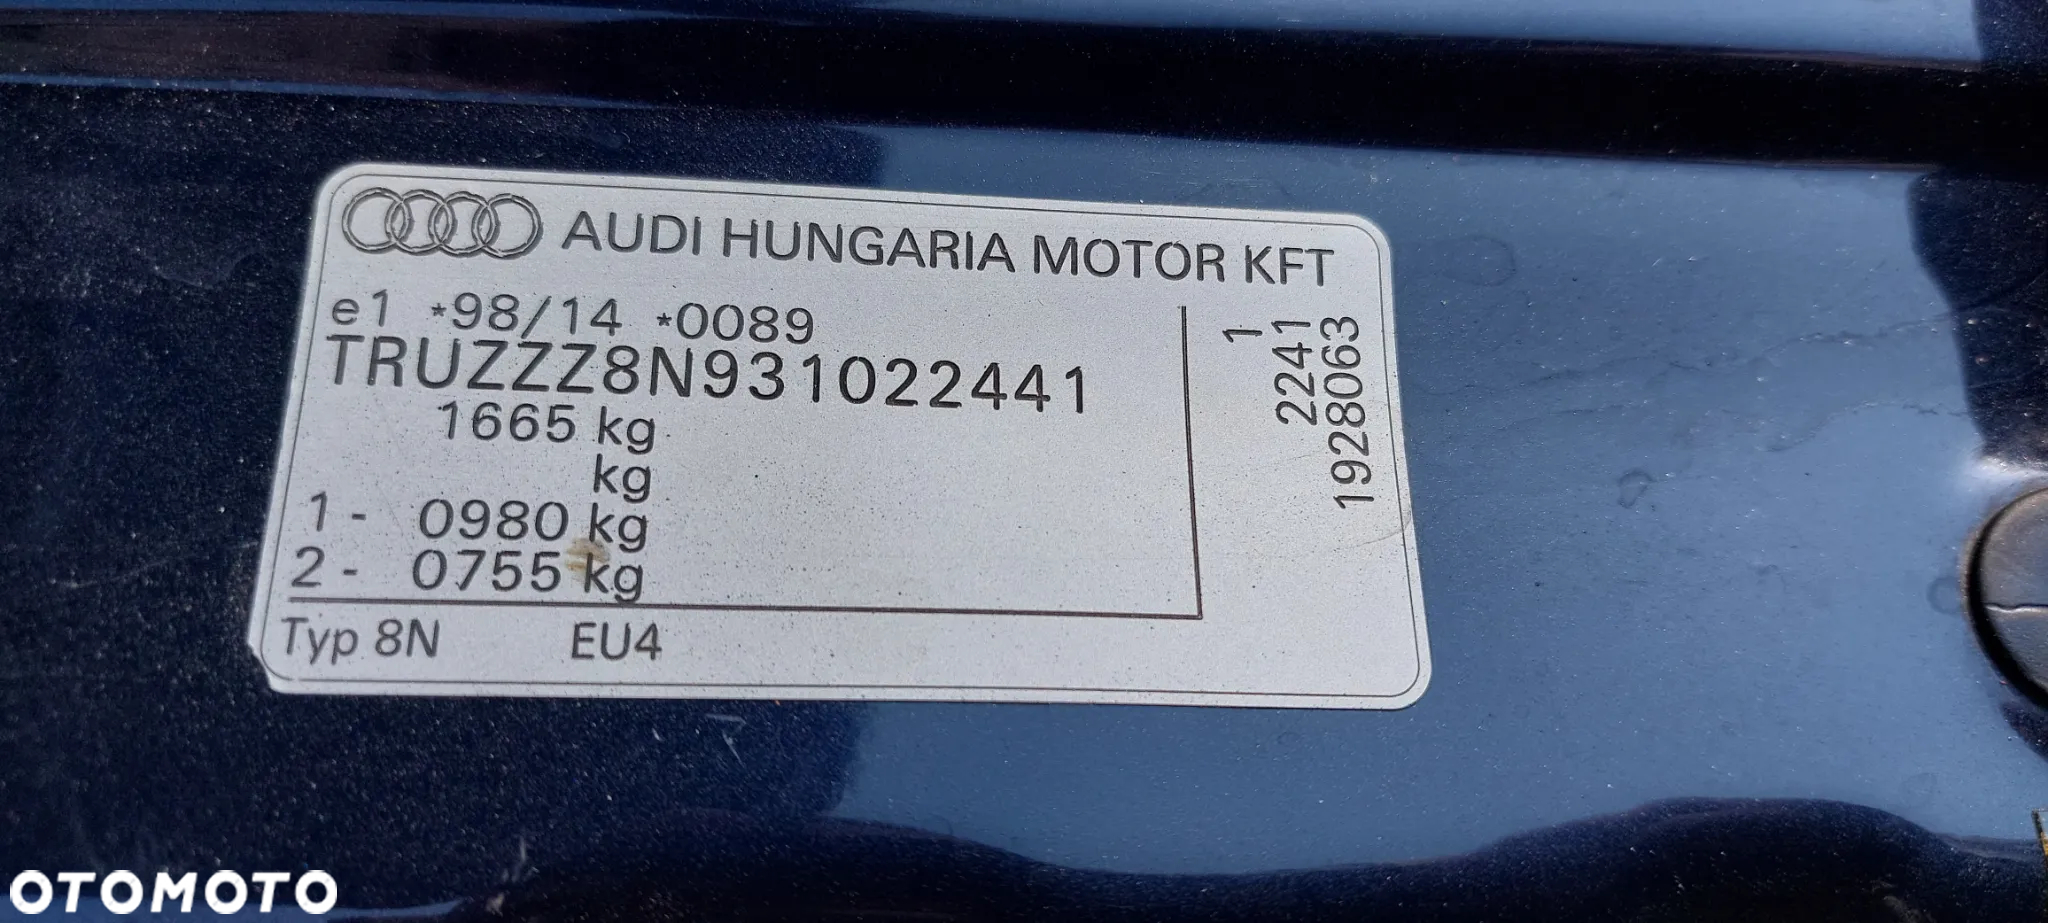 AUDI HUNGARIA MOTOR KFT
e1 *98/14 *0089
TRUZZZ8N931022441
1665 kg
kg
1- 0980 kg
2- 0755 kg
Typ 8N EU4
1
2241
1928063
OTOMOTO